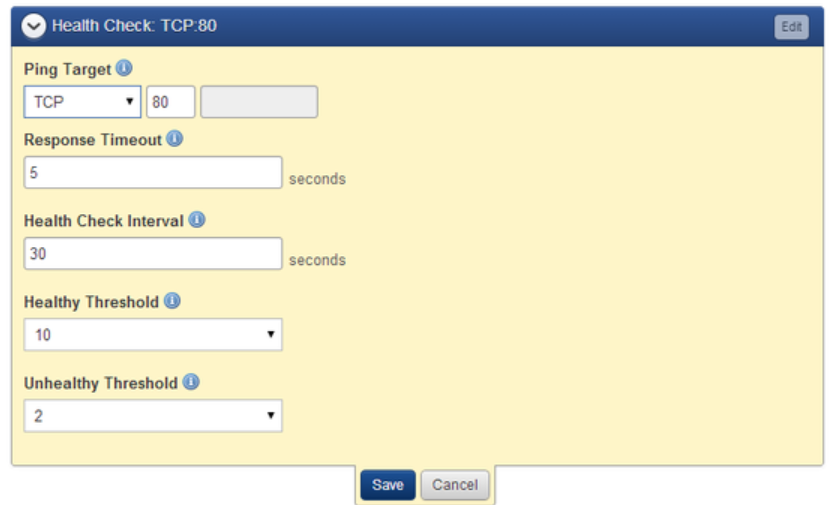 Health Check: TCP:80 Edit
Ping Target
TCP 80
Response Timeout
5 seconds
Health Check Interval
30 seconds
Healthy Threshold
10
Unhealthy Threshold
2
Save Cancel